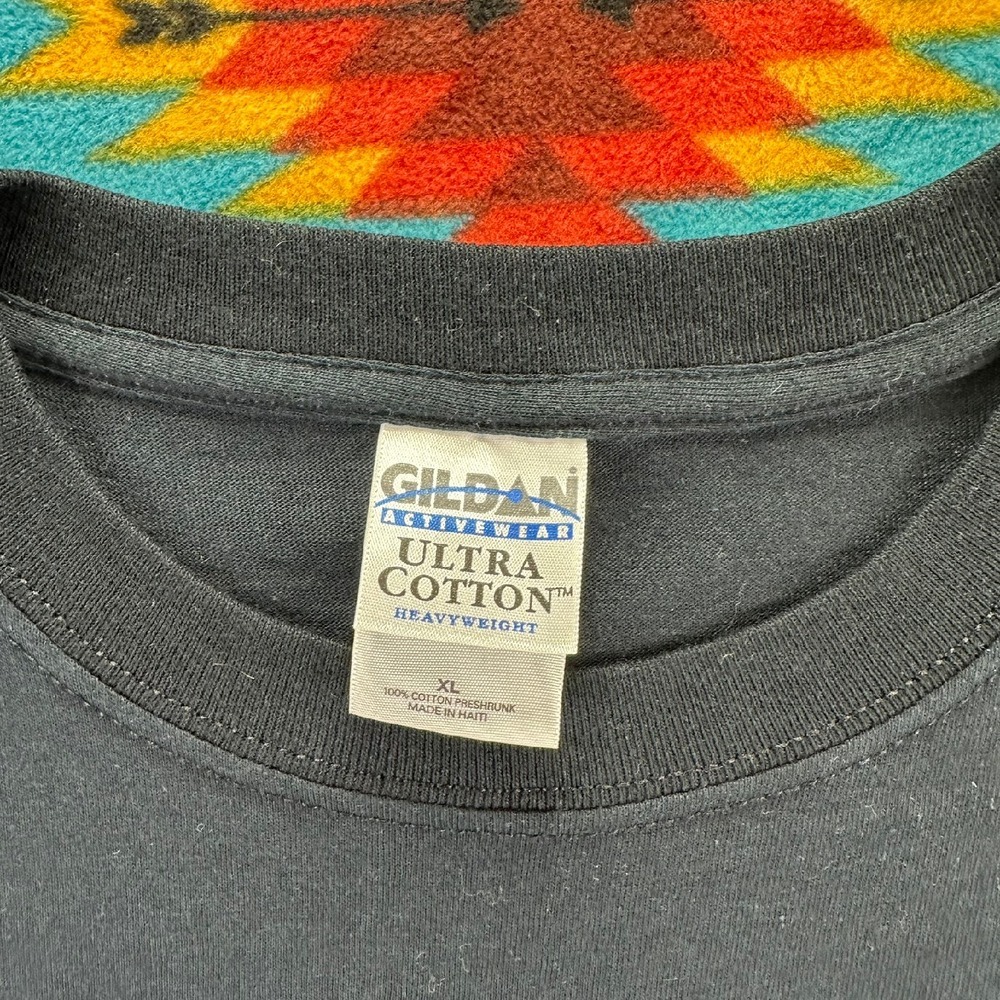 GILDAN
ACTIVEWEAR
ULTRA
COTTON™
HEAVYWEIGHT
XL
100% COTTON PRESHRUNK
MADE IN HAITI